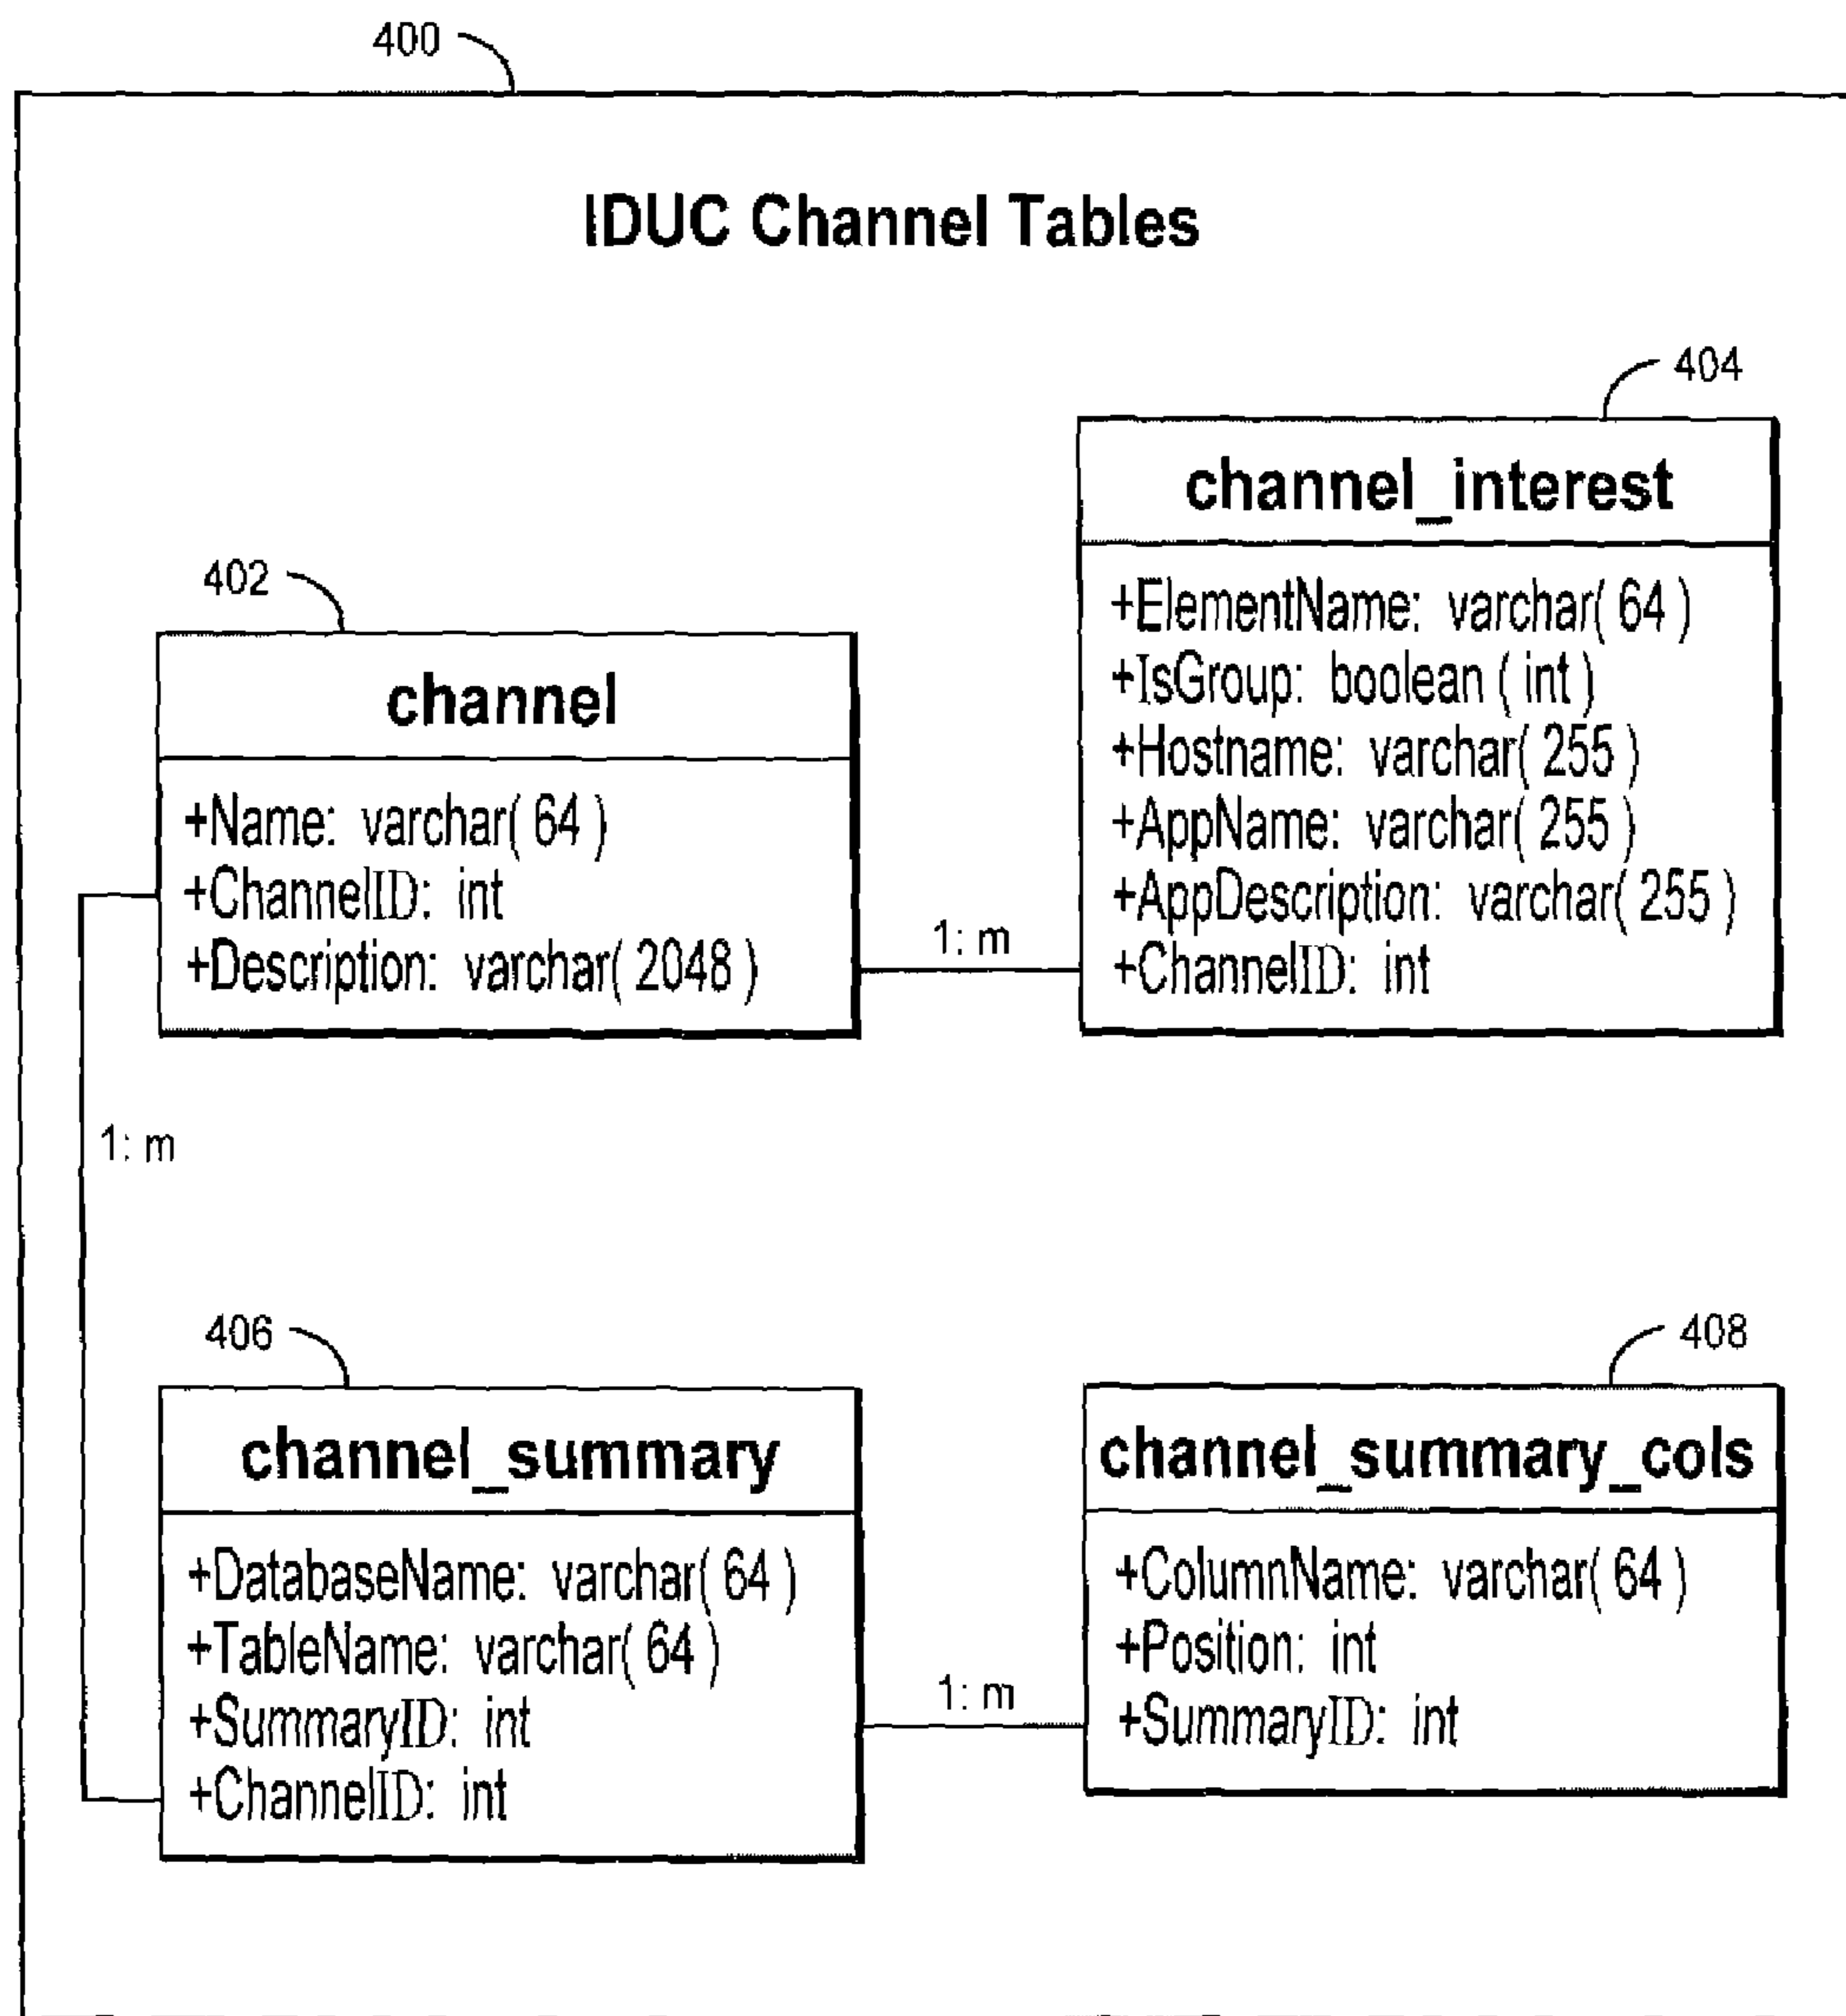 400
IDUC Channel Tables
404
channel_interest
+ElementName: varchar( 64 )
+IsGroup: boolean ( int )
+Hostname: varchar( 255 )
+AppName: varchar( 255 )
+AppDescription: varchar( 255 )
+ChannelID: int
402
channel
+Name: varchar( 64 )
+ChannelID: int
+Description: varchar( 2048 )
1: m
1: m
406
channel_summary
+DatabaseName: varchar( 64 )
+TableName: varchar( 64 )
+SummaryID: int
+ChannelID: int
1: m
408
channel_summary_cols
+ColumnName: varchar( 64 )
+Position: int
+SummaryID: int